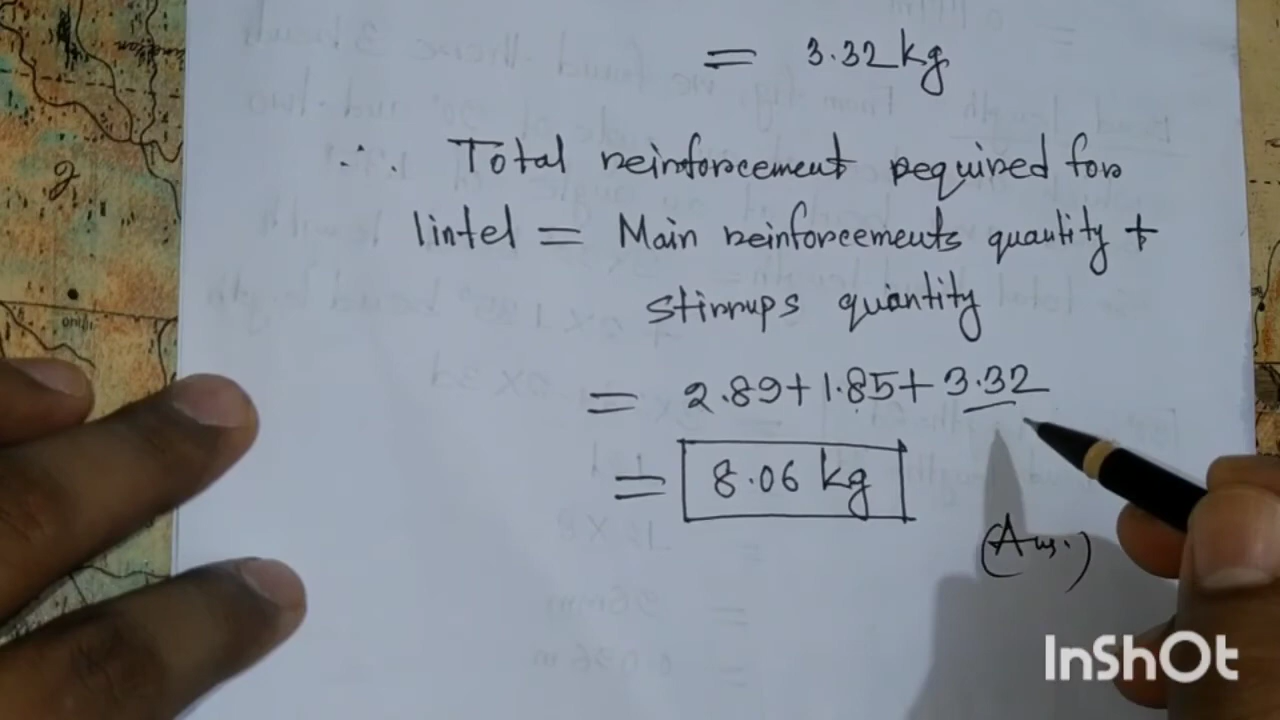 = 3.32 kg
∴ Total reinforcement required for
lintel = Main reinforcements quantity +
stirrups quantity
= 2.89+1.85+3.32
= 8.06 kg
(Ans.)
2
InShOt